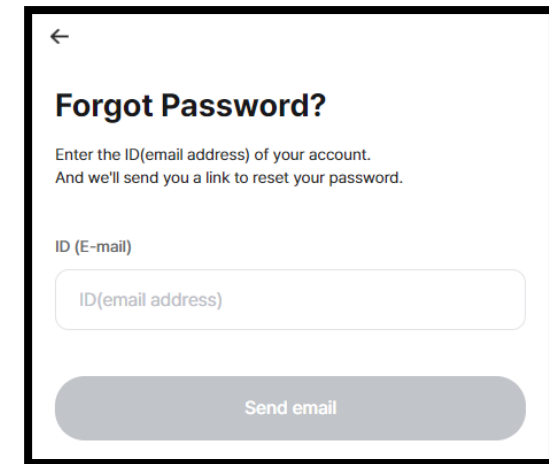 Forgot Password?
Enter the ID(email address) of your account.
And we'll send you a link to reset your password.
ID (E-mail)
ID(email address)
Send email